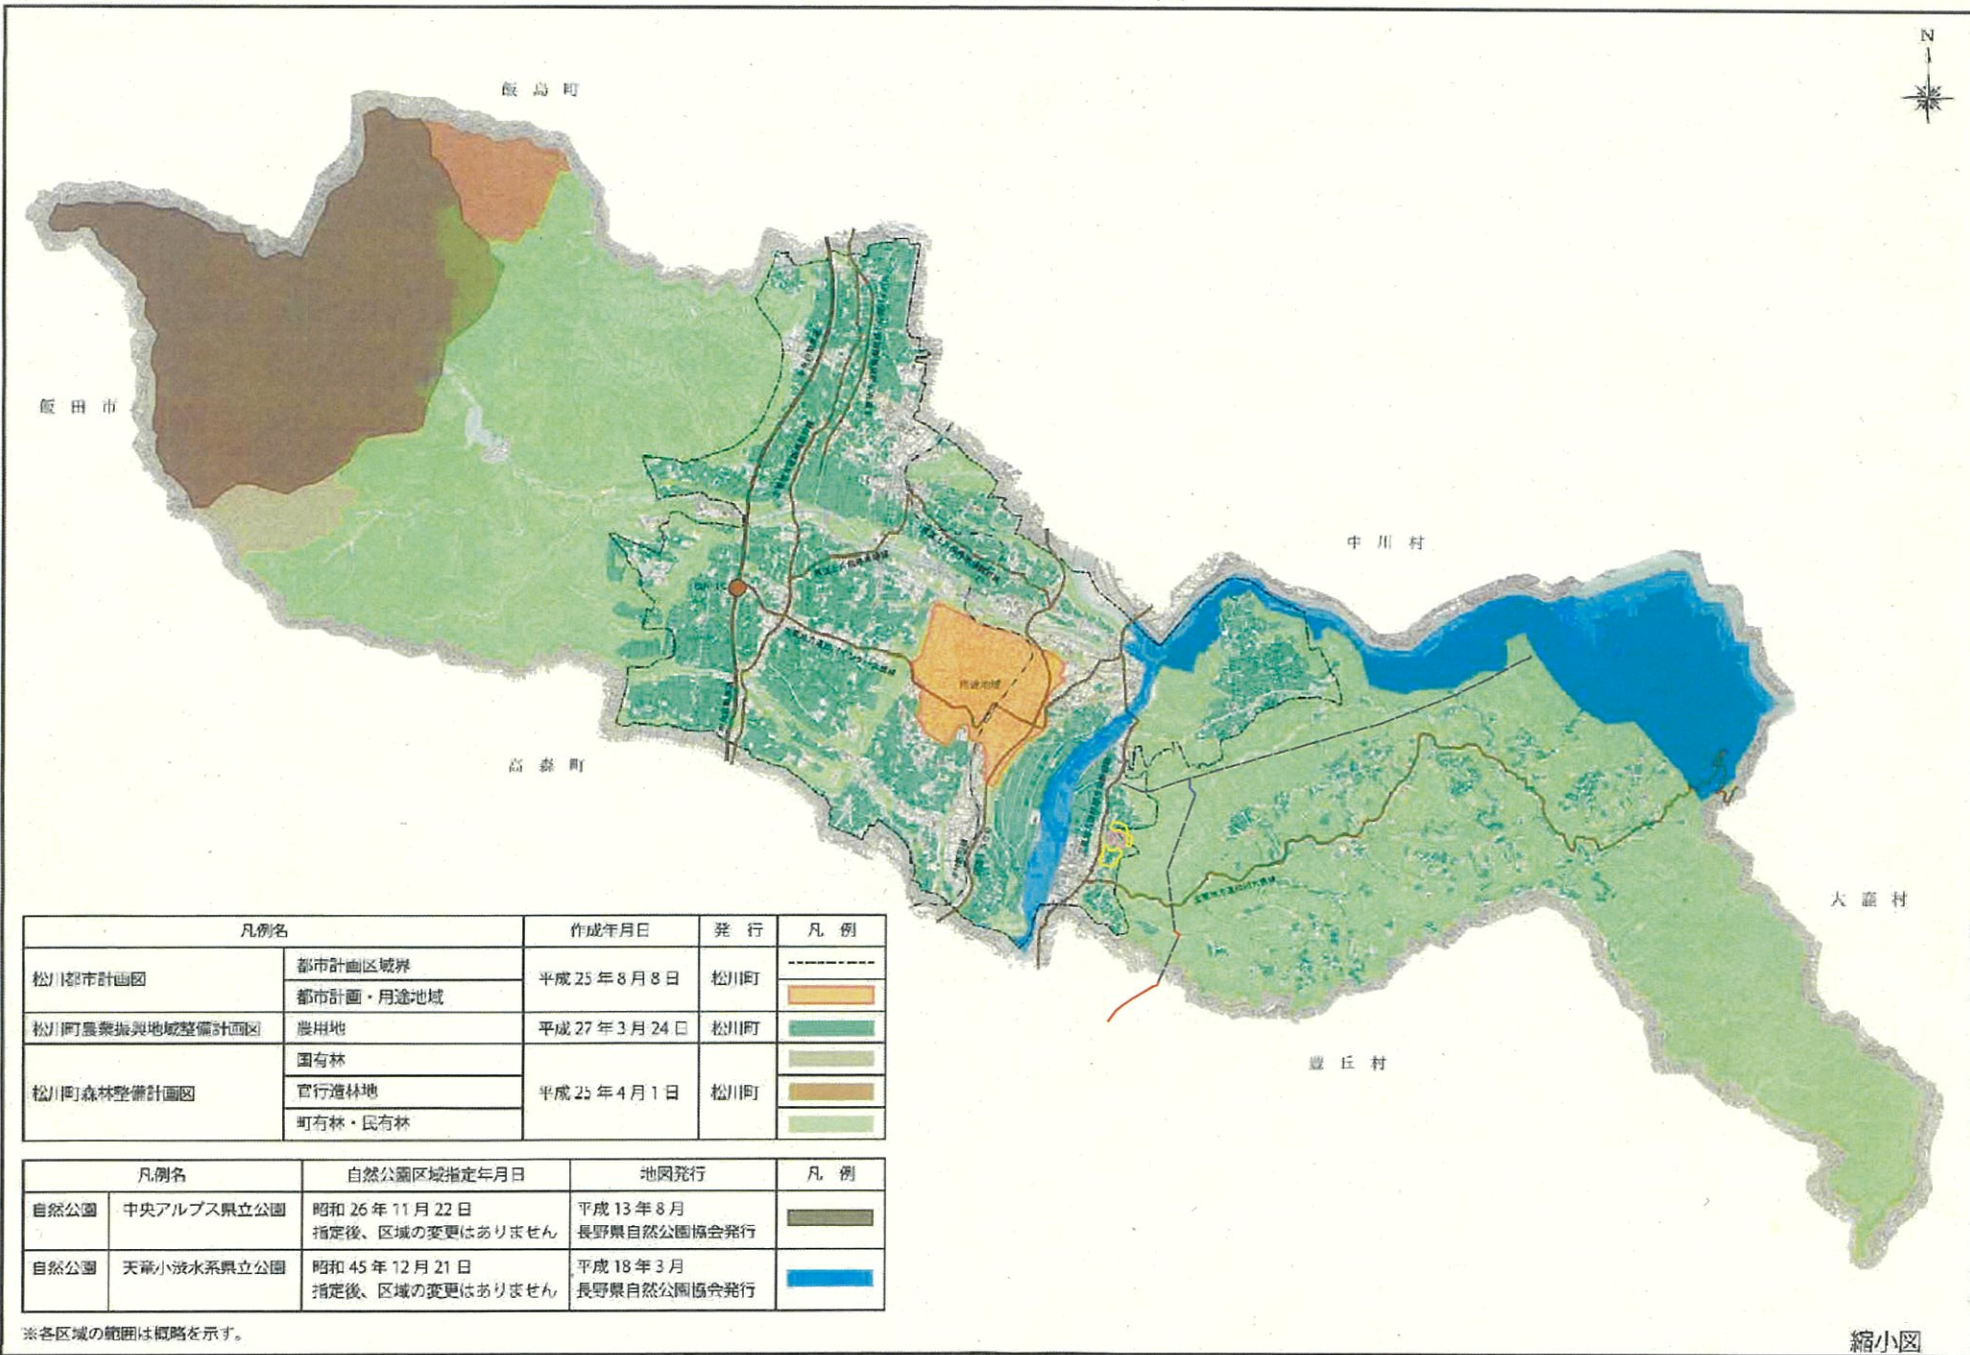 N
飯島町
飯田市
中川村
用途地域
高森町
大鹿村
豊丘村
凡例名
作成年月日
発行
凡例
松川都市計画図
都市計画区域界
平成25年8月8日
松川町
都市計画・用途地域
松川町農業振興地域整備計画図
農用地
平成27年3月24日
松川町
松川町森林整備計画図
国有林
平成25年4月1日
松川町
官行造林地
町有林・民有林
凡例名
自然公園区域指定年月日
地図発行
凡例
自然公園
中央アルプス県立公園
昭和26年11月22日
指定後、区域の変更はありません
平成13年8月
長野県自然公園協会発行
自然公園
天竜小渋水系県立公園
昭和45年12月21日
指定後、区域の変更はありません
平成18年3月
長野県自然公園協会発行
※各区域の範囲は概略を示す。
縮小図